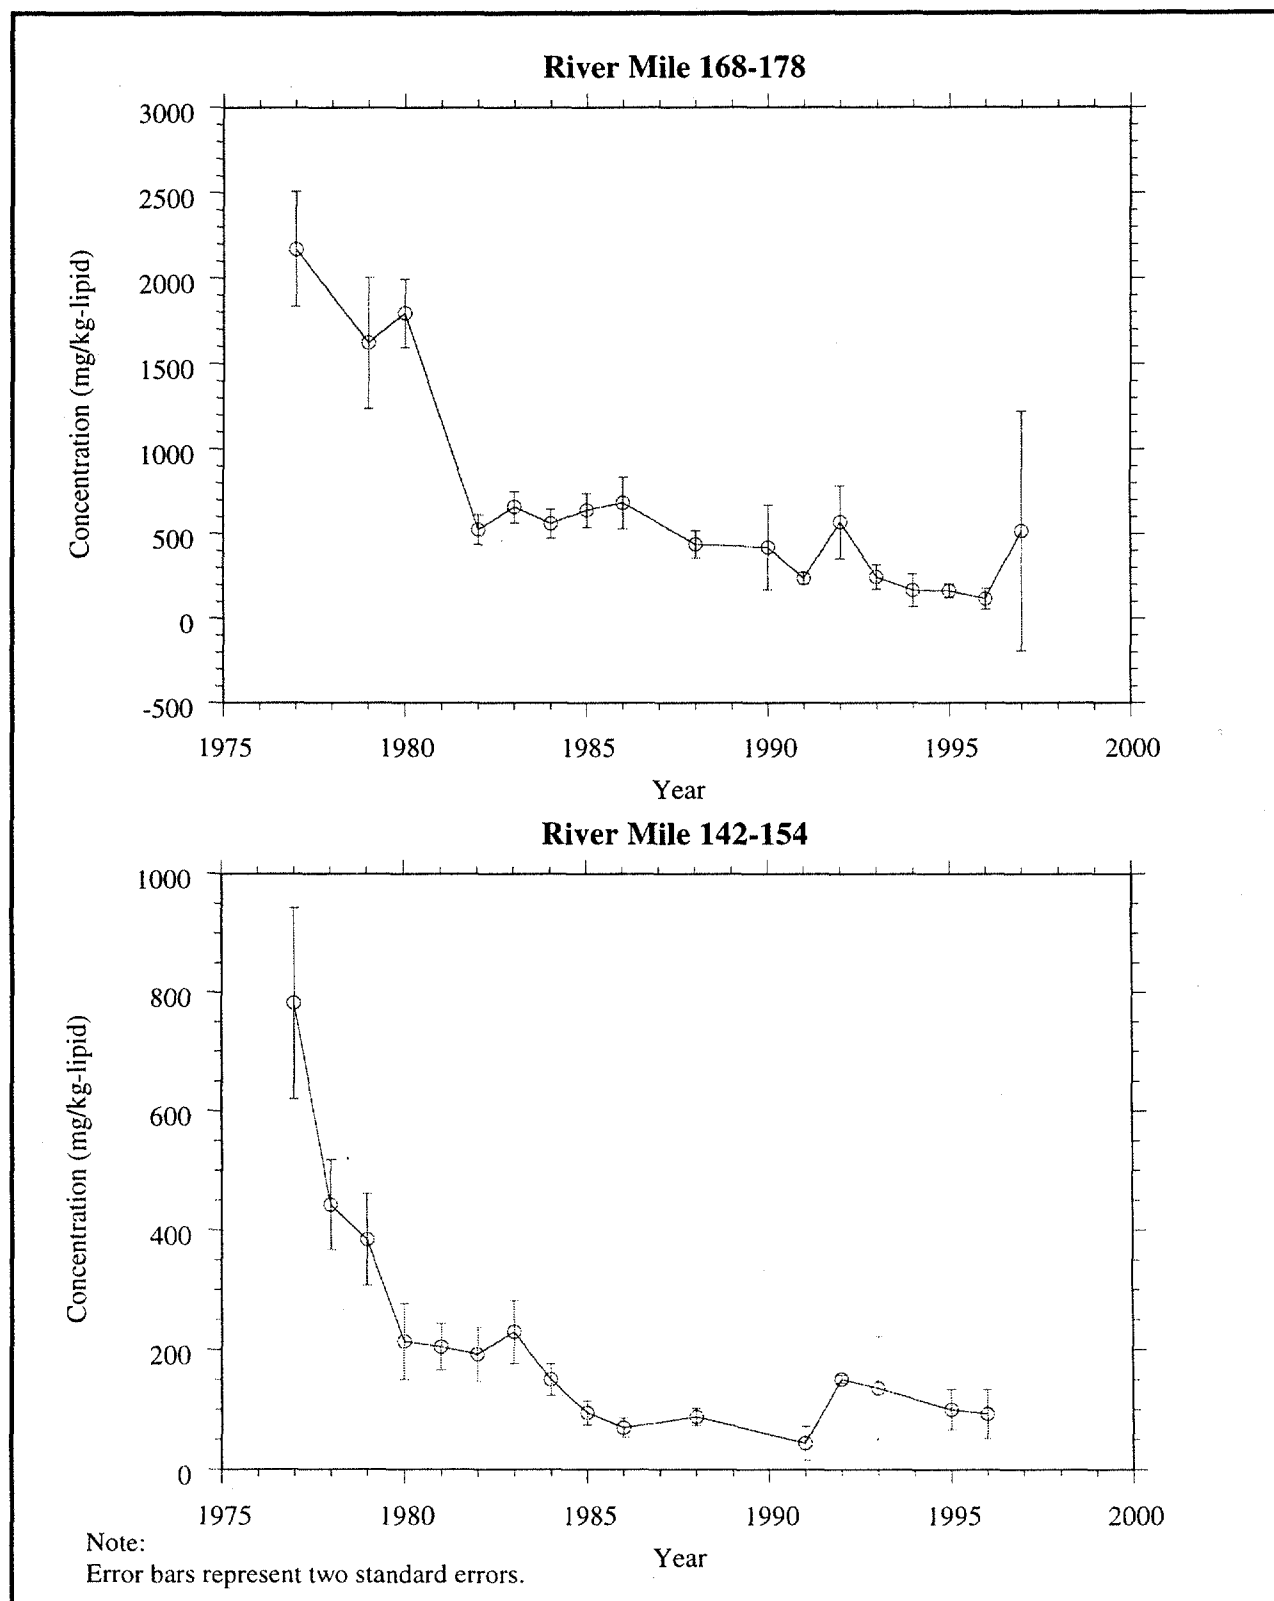 River Mile 168-178
3000
2500
2000
1500
1000
500
0
-500
Concentration (mg/kg-lipid)
1975 1980 1985 1990 1995 2000
Year
River Mile 142-154
1000
800
600
400
200
0
Concentration (mg/kg-lipid)
1975 1980 1985 1990 1995 2000
Year
Note:
Error bars represent two standard errors.